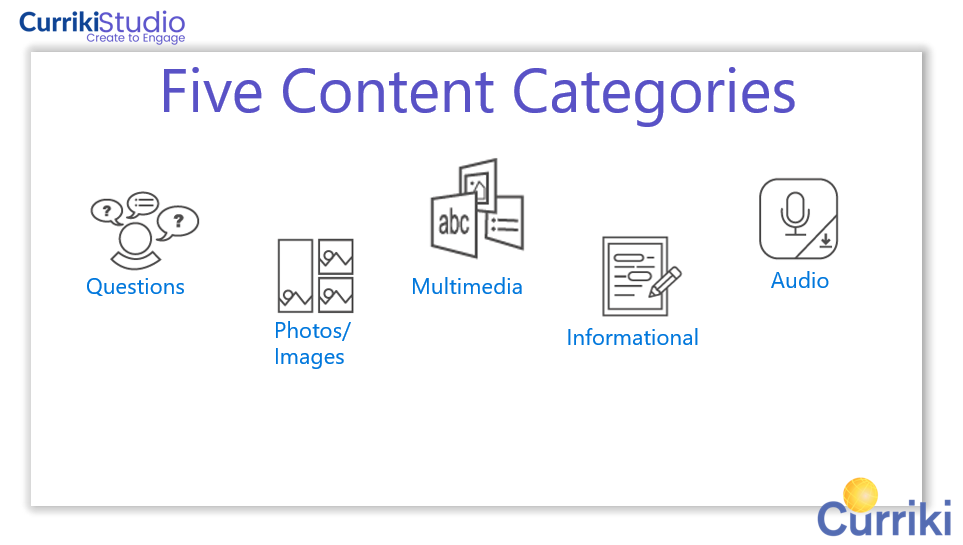 CurrikiStudio
Create to Engage
Five Content Categories
?
?
abc
Questions
Photos/
Images
Multimedia
Informational
Audio
Curriki